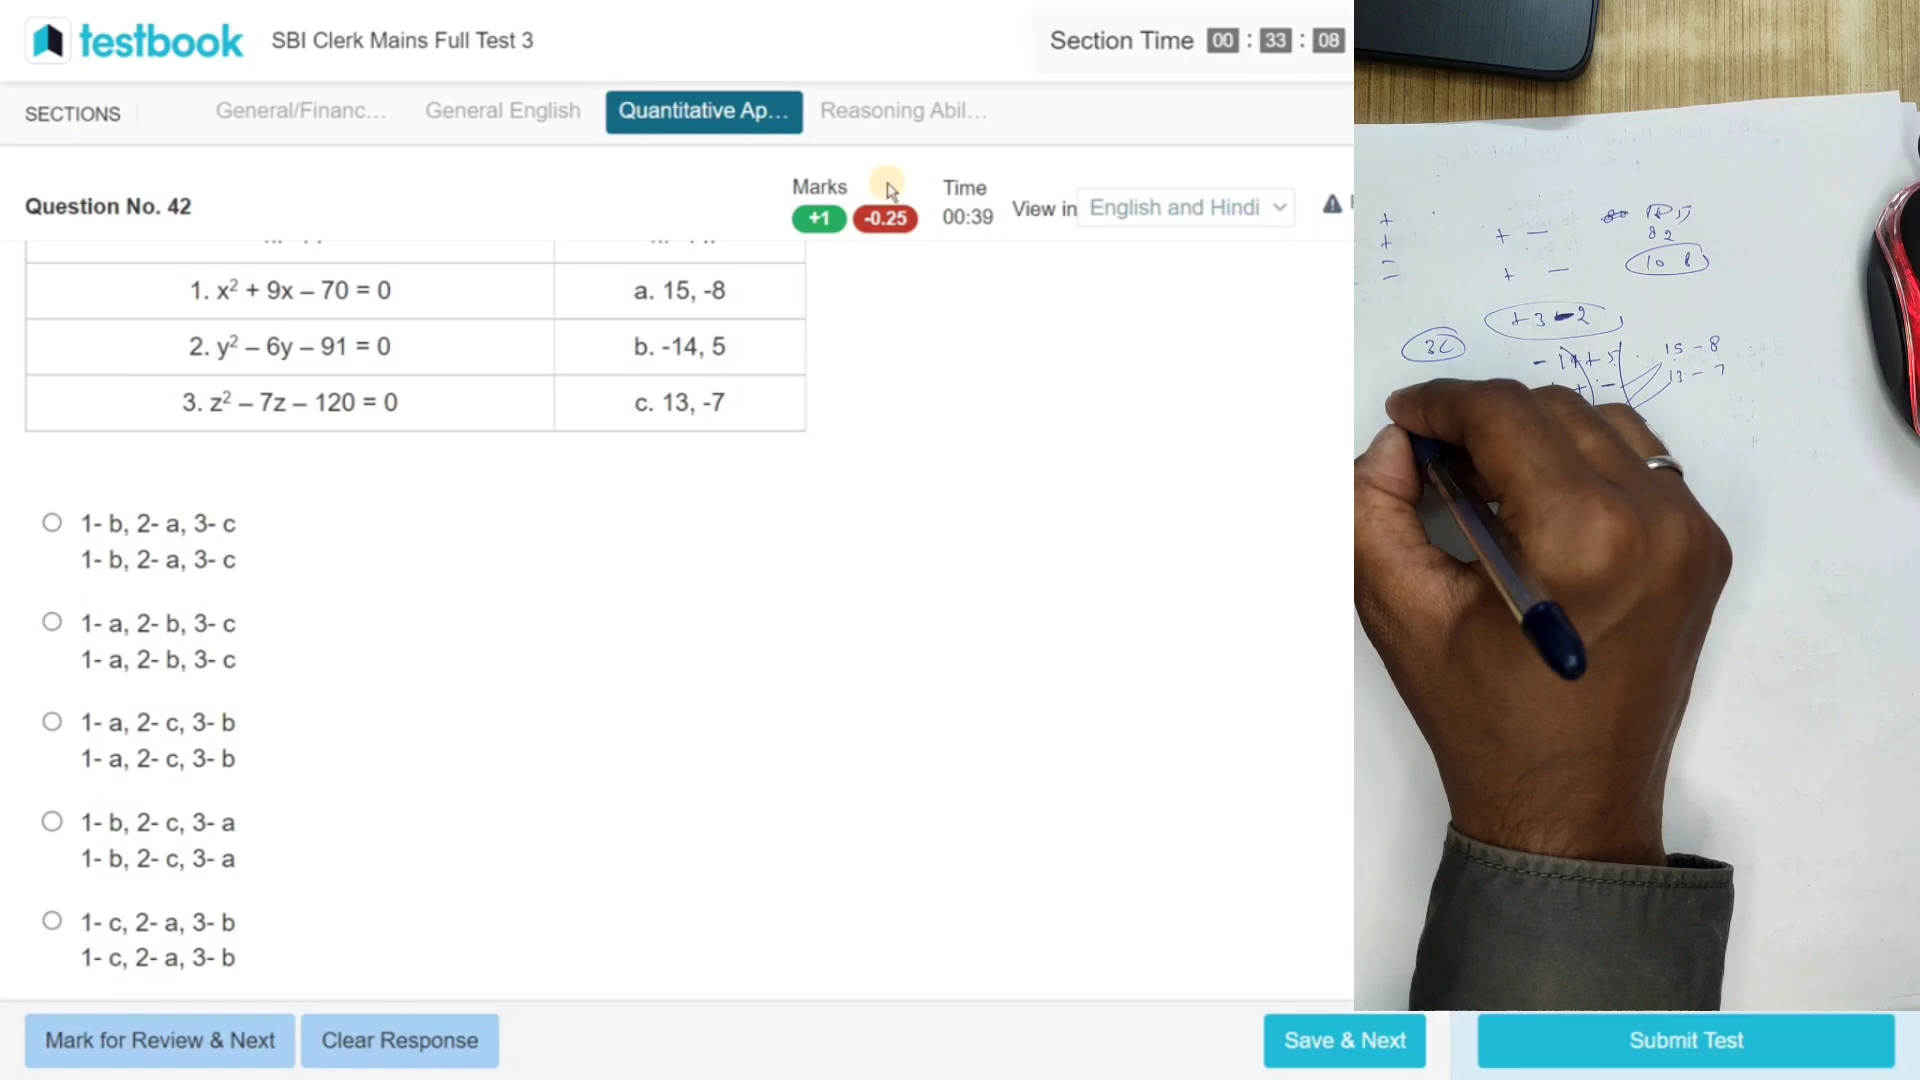 testbook
SBI Clerk Mains Full Test 3
Section Time 00 : 33 : 08
SECTIONS
General/Financ...
General English
Quantitative Ap...
Reasoning Abil...
Question No. 42
Marks
+1
-0.25
Time
00:39
View in
English and Hindi
1. x² + 9x – 70 = 0
a. 15, -8
2. y² – 6y – 91 = 0
b. -14, 5
3. z² – 7z – 120 = 0
c. 13, -7
1- b, 2- a, 3- c
1- b, 2- a, 3- c
1- a, 2- b, 3- c
1- a, 2- b, 3- c
1- a, 2- c, 3- b
1- a, 2- c, 3- b
1- b, 2- c, 3- a
1- b, 2- c, 3- a
1- c, 2- a, 3- b
1- c, 2- a, 3- b
Mark for Review & Next
Clear Response
Save & Next
Submit Test
+
+
-
-
+ -
+ -
8 2
10 8
+3 -2
- 14 + 5
15 - 8
13 - 7